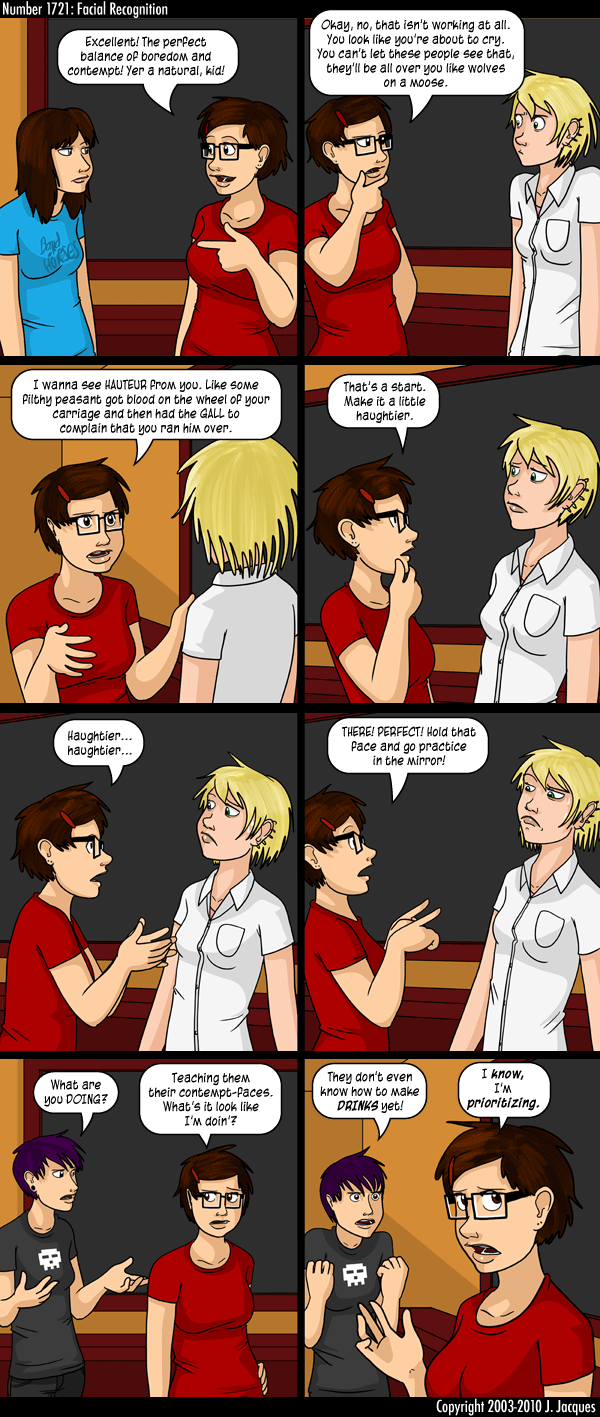 Number 1721: Facial Recognition
Excellent! The perfect
balance of boredom and
contempt! Yer a natural, kid!
Band
of
HORSES
Okay, no, that isn't working at all.
You look like you're about to cry.
You can't let these people see that,
they'll be all over you like wolves
on a moose.
I wanna see HAUTEUR from you. Like some
filthy peasant got blood on the wheel of your
carriage and then had the GALL to
complain that you ran him over.
That's a start.
Make it a little
haughtier.
Haughtier...
haughtier...
THERE! PERFECT! Hold that
face and go practice
in the mirror!
What are
you DOING?
Teaching them
their contempt-faces.
What's it look like
I'm doin'?
They don't even
know how to make
DRINKS yet!
I know,
I'm
prioritizing.
Copyright 2003-2010 J. Jacques